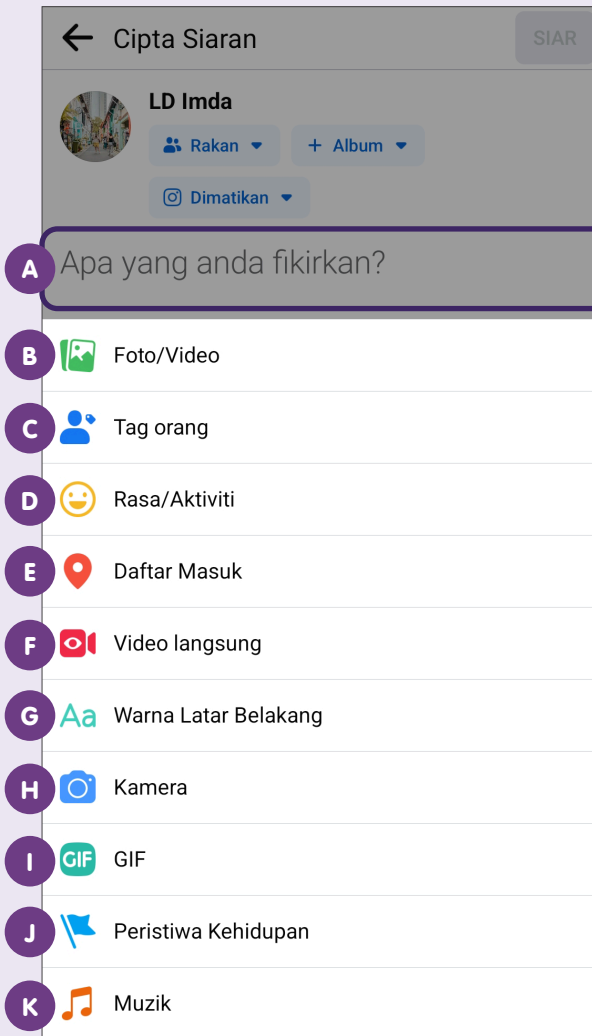 Cipta Siaran SIAR
LD Imda
Rakan + Album
Dimatikan
A Apa yang anda fikirkan?
B Foto/Video
C Tag orang
D Rasa/Aktiviti
E Daftar Masuk
F Video langsung
G Aa Warna Latar Belakang
H Kamera
I GIF GIF
J Peristiwa Kehidupan
K Muzik